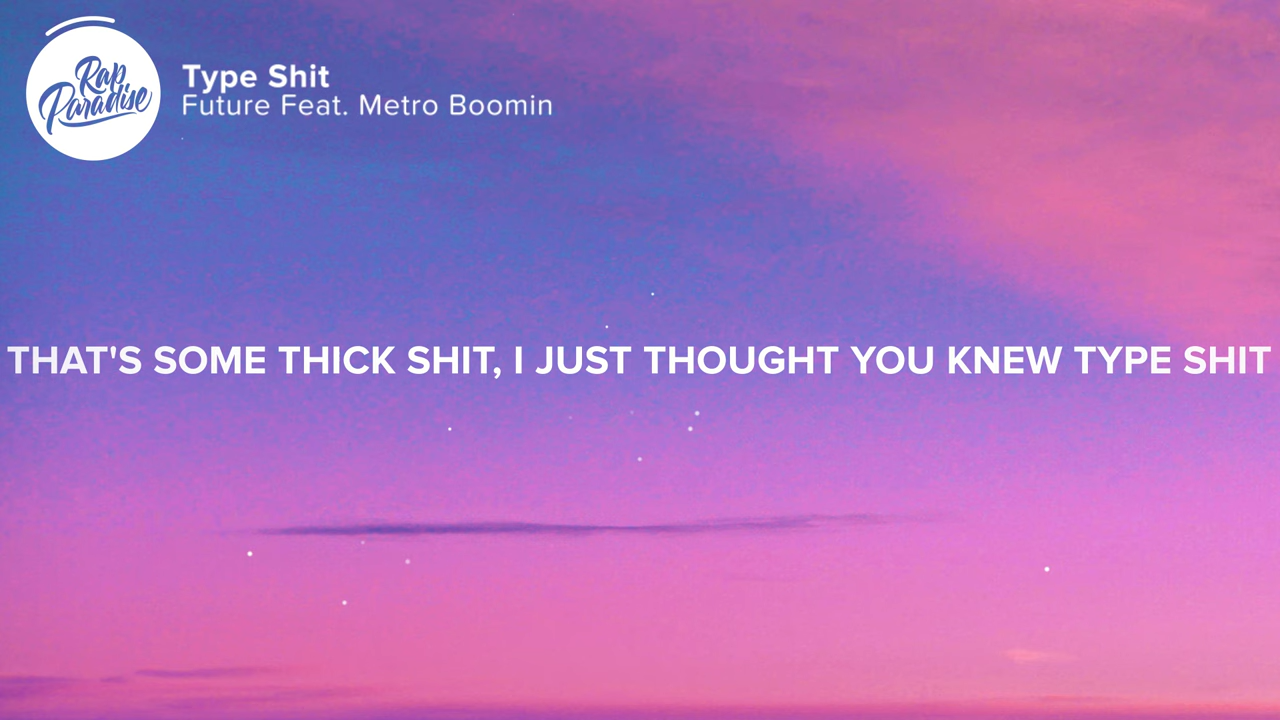 Rap
Paradise
Type Shit
Future Feat. Metro Boomin
THAT'S SOME THICK SHIT, I JUST THOUGHT YOU KNEW TYPE SHIT